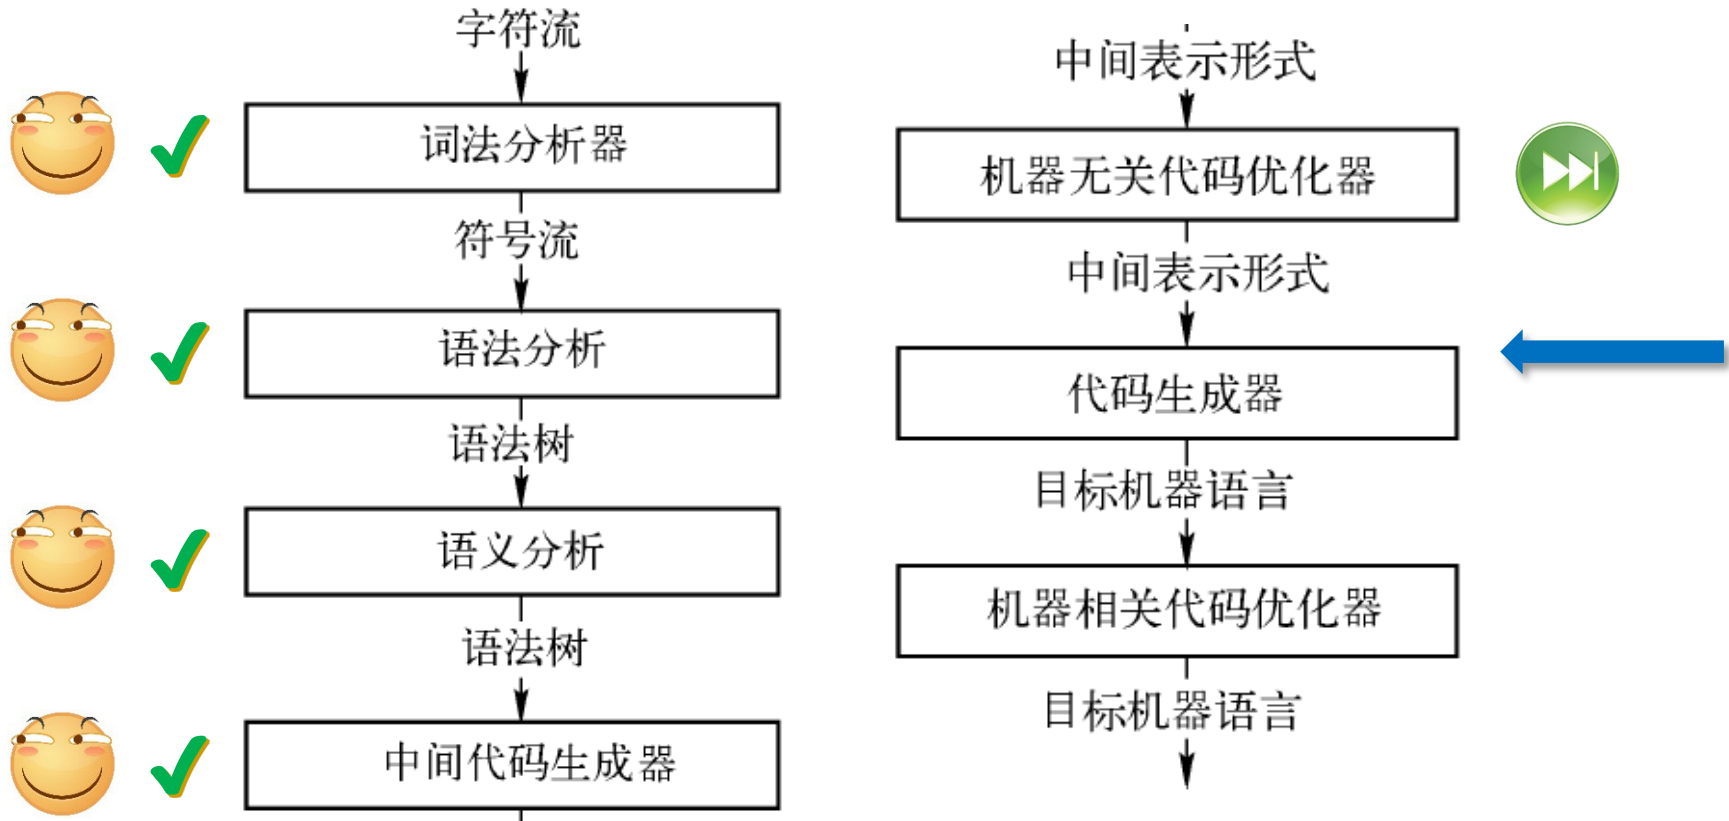 字符流
词法分析器
符号流
语法分析
语法树
语义分析
语法树
中间代码生成器
中间表示形式
机器无关代码优化器
中间表示形式
代码生成器
目标机器语言
机器相关代码优化器
目标机器语言